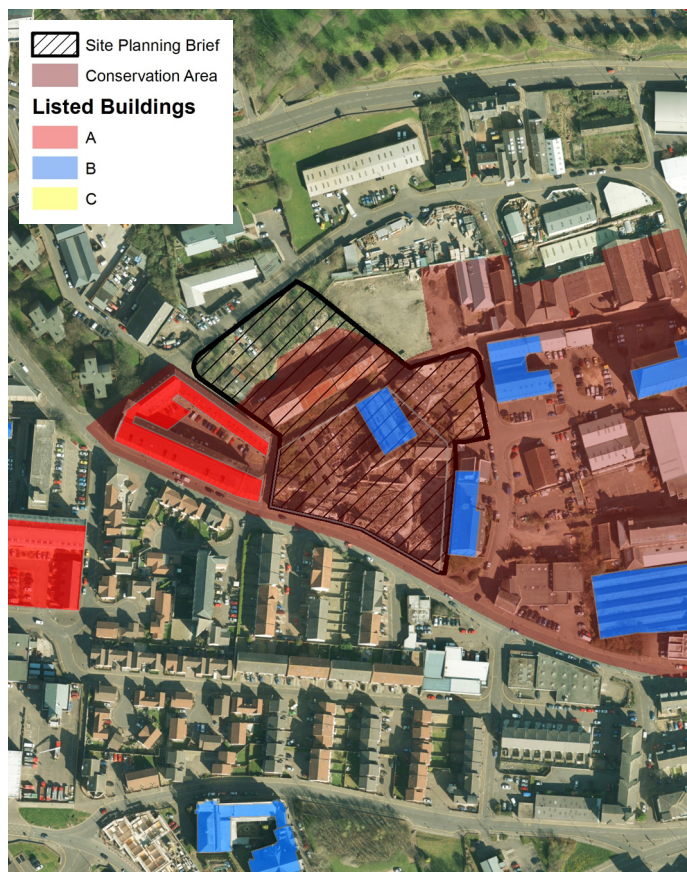 Site Planning Brief
Conservation Area
Listed Buildings
A
B
C